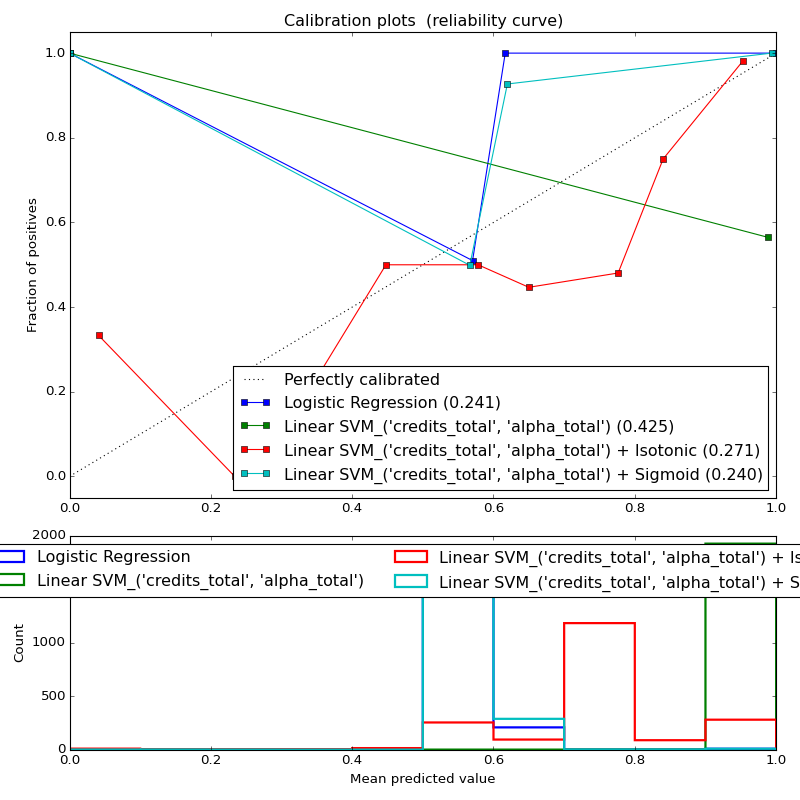 Calibration plots  (reliability curve)
1.0
0.8
0.6
0.4
0.2
0.0
Fraction of positives
Perfectly calibrated
Logistic Regression (0.241)
Linear SVM_('credits_total', 'alpha_total') (0.425)
Linear SVM_('credits_total', 'alpha_total') + Isotonic (0.271)
Linear SVM_('credits_total', 'alpha_total') + Sigmoid (0.240)
0.0 0.2 0.4 0.6 0.8 1.0
2000
Logistic Regression
Linear SVM_('credits_total', 'alpha_total')
Linear SVM_('credits_total', 'alpha_total') + Is
Linear SVM_('credits_total', 'alpha_total') + S
1000
500
0
Count
0.0 0.2 0.4 0.6 0.8 1.0
Mean predicted value